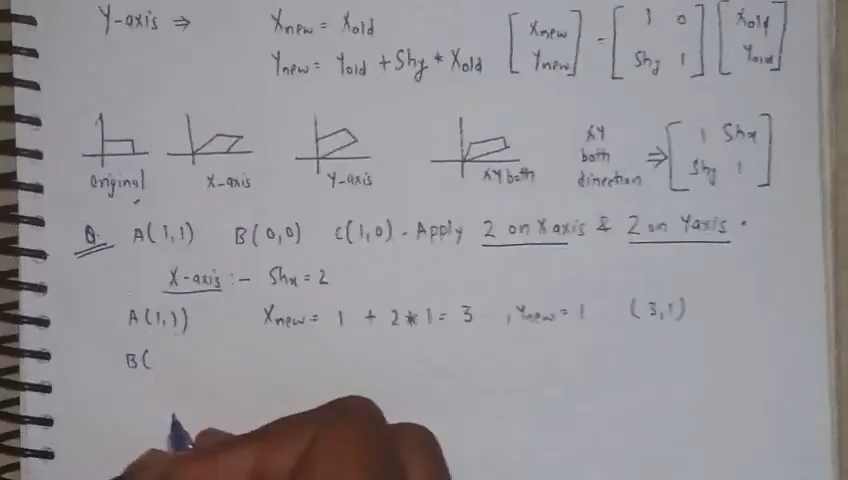 Y-axis ⇒ Xnew = Xold [Xnew Ynew] = [1 0 Shy 1] [Xold Yold]
Ynew = Yold + Shy * Xold
original X-axis Y-axis XY both XY both direction ⇒ [1 Shx Shy 1]
Q. A(1,1) B(0,0) C(1,0). Apply 2 on X axis & 2 on Y axis.
X-axis :- Shx = 2
A(1,1) Xnew = 1 + 2*1 = 3 , Ynew = 1 (3,1)
B(